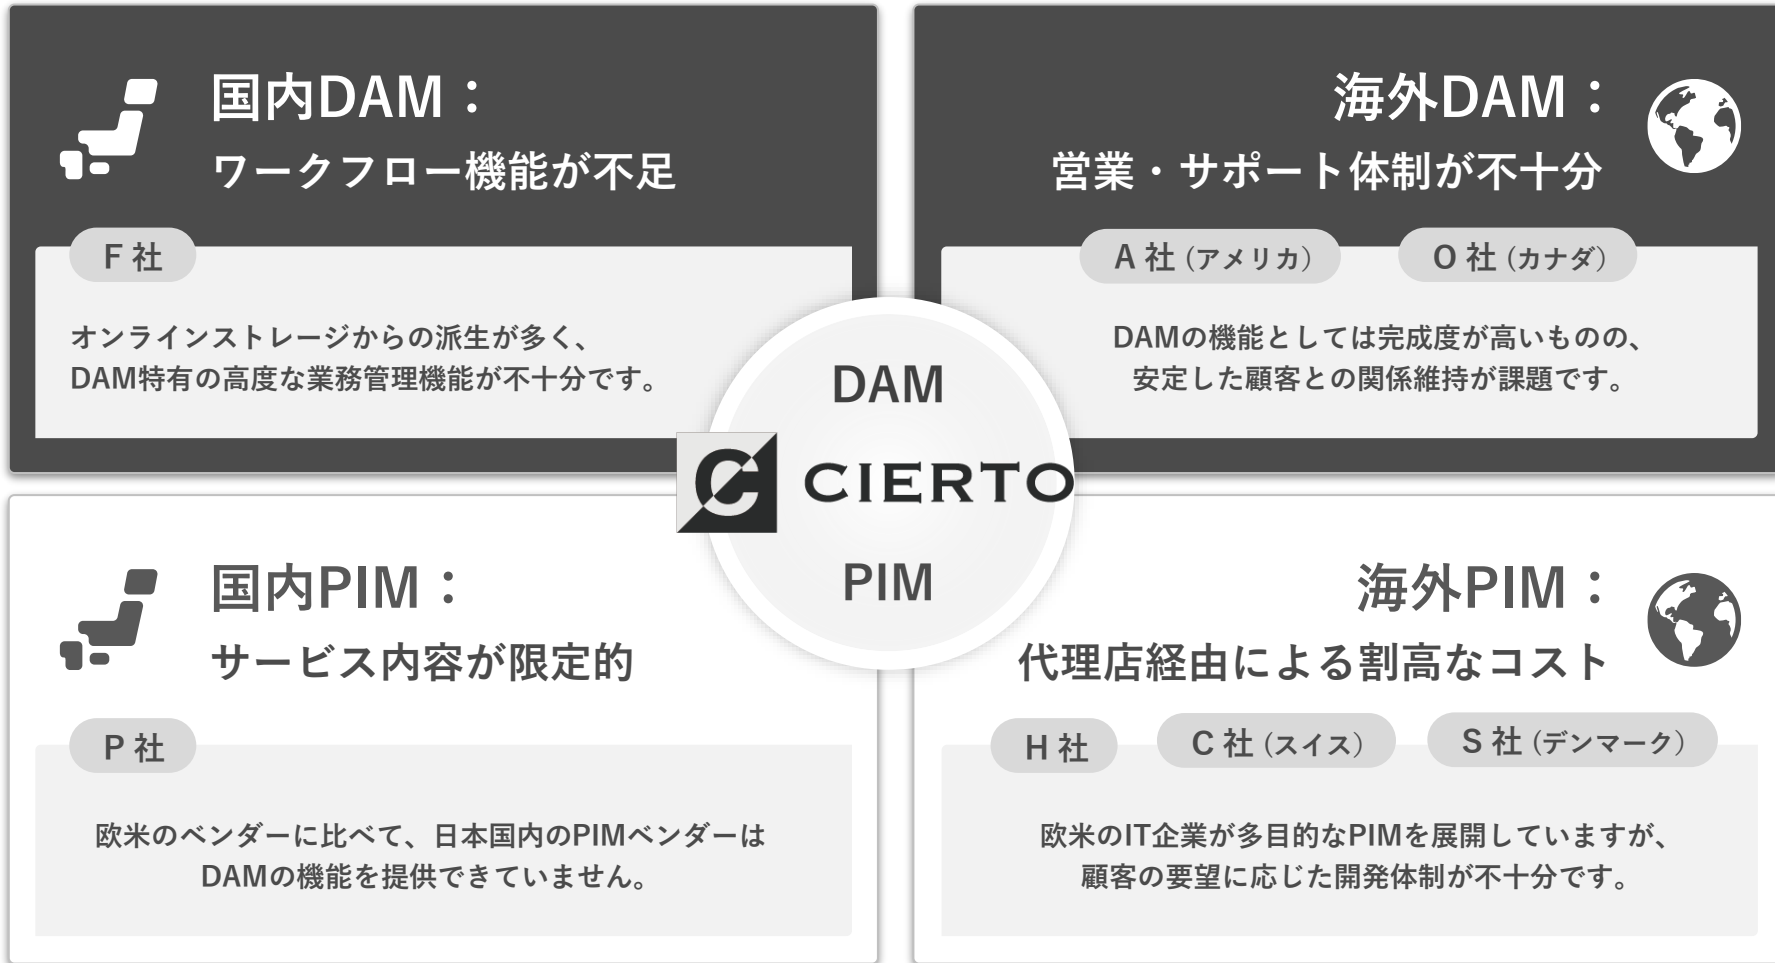 国内DAM：
ワークフロー機能が不足
F 社
オンラインストレージからの派生が多く、
DAM特有の高度な業務管理機能が不十分です。
海外DAM：
営業・サポート体制が不十分
A 社 (アメリカ)
O 社 (カナダ)
DAMの機能としては完成度が高いものの、
安定した顧客との関係維持が課題です。
DAM
C CIERTO
PIM
国内PIM：
サービス内容が限定的
P 社
欧米のベンダーに比べて、日本国内のPIMベンダーは
DAMの機能を提供できていません。
海外PIM：
代理店経由による割高なコスト
H 社
C 社 (スイス)
S 社 (デンマーク)
欧米のIT企業が多目的なPIMを展開していますが、
顧客の要望に応じた開発体制が不十分です。